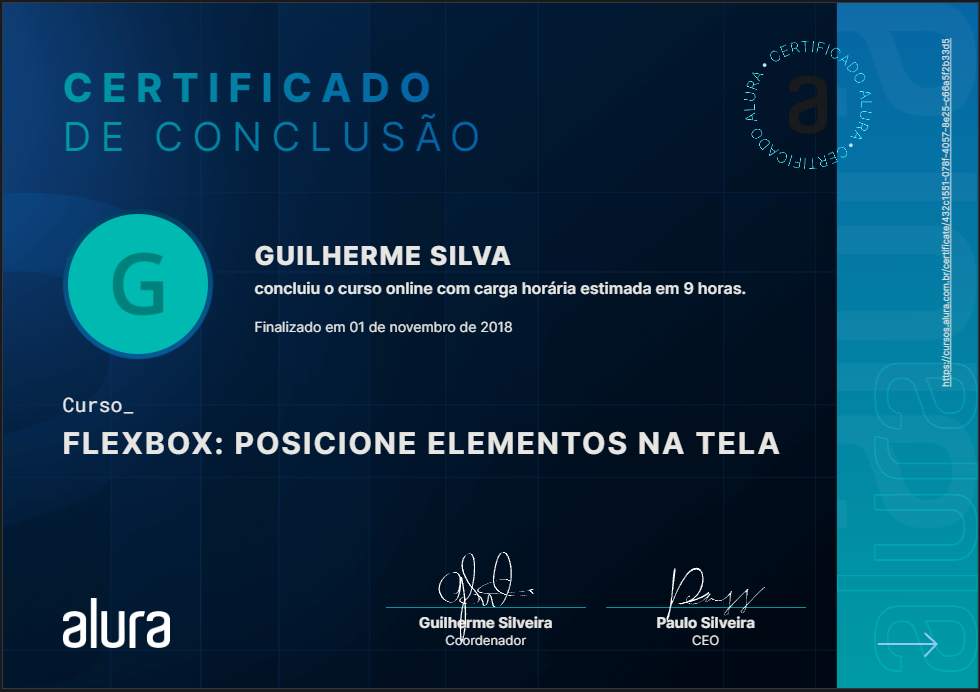 CERTIFICADO
DE CONCLUSÃO
CERTIFICADO ALURA • CERTIFICADO ALURA •
a
https://cursos.alura.com.br/certificate/432c1551-078f-4057-8e25-c66a5f2b33d5
G
GUILHERME SILVA
concluiu o curso online com carga horária estimada em 9 horas.
Finalizado em 01 de novembro de 2018
Curso_
FLEXBOX: POSICIONE ELEMENTOS NA TELA
alura
Guilherme Silveira
Coordenador
Paulo Silveira
CEO
alura